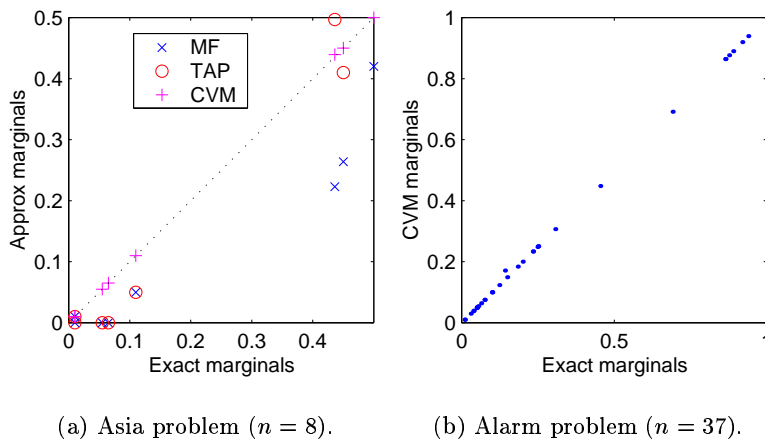 0.5
0.4
0.3
0.2
0.1
0
0
0.1
0.2
0.3
0.4
Approx marginals
Exact marginals
MF
TAP
CVM
1
0.8
0.6
0.4
0.2
0
0
0.5
1
CVM marginals
Exact marginals
(a) Asia problem (n = 8).
(b) Alarm problem (n = 37).